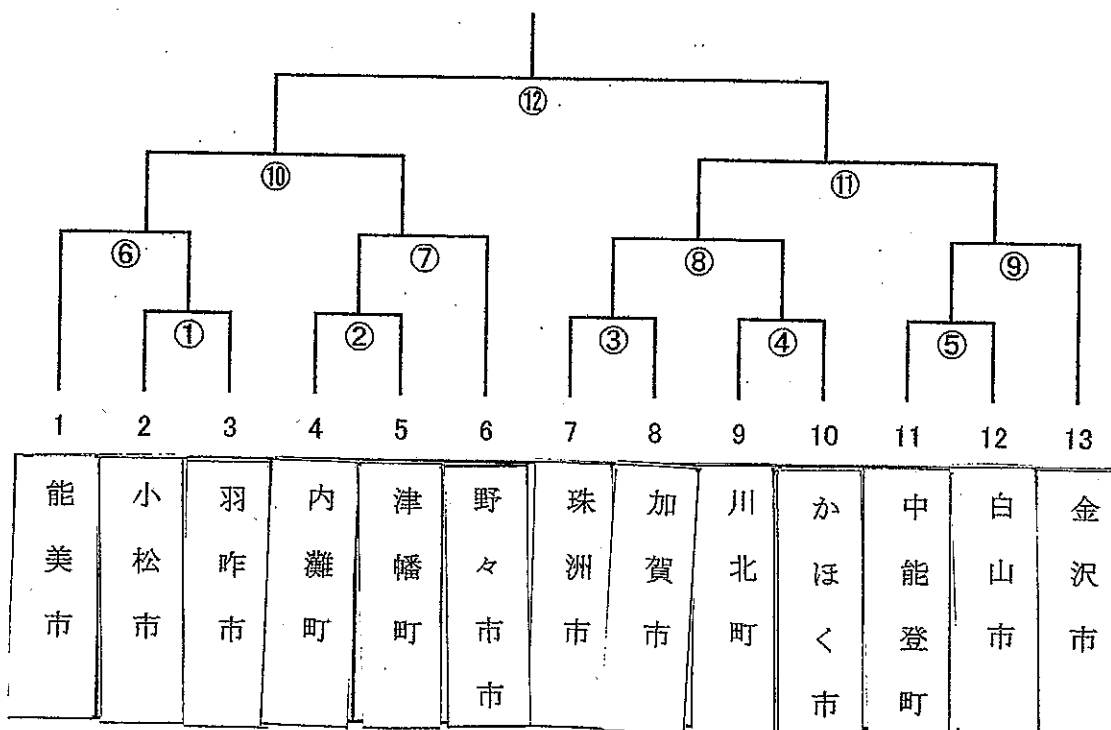 ⑫
⑩
⑪
⑥
⑦
⑧
⑨
①
②
③
④
⑤
1 2 3 4 5 6 7 8 9 10 11 12 13
能美市
小松市
羽咋市
内灘町
津幡町
野々市市
珠洲市
加賀市
川北町
かほく市
中能登町
白山市
金沢市